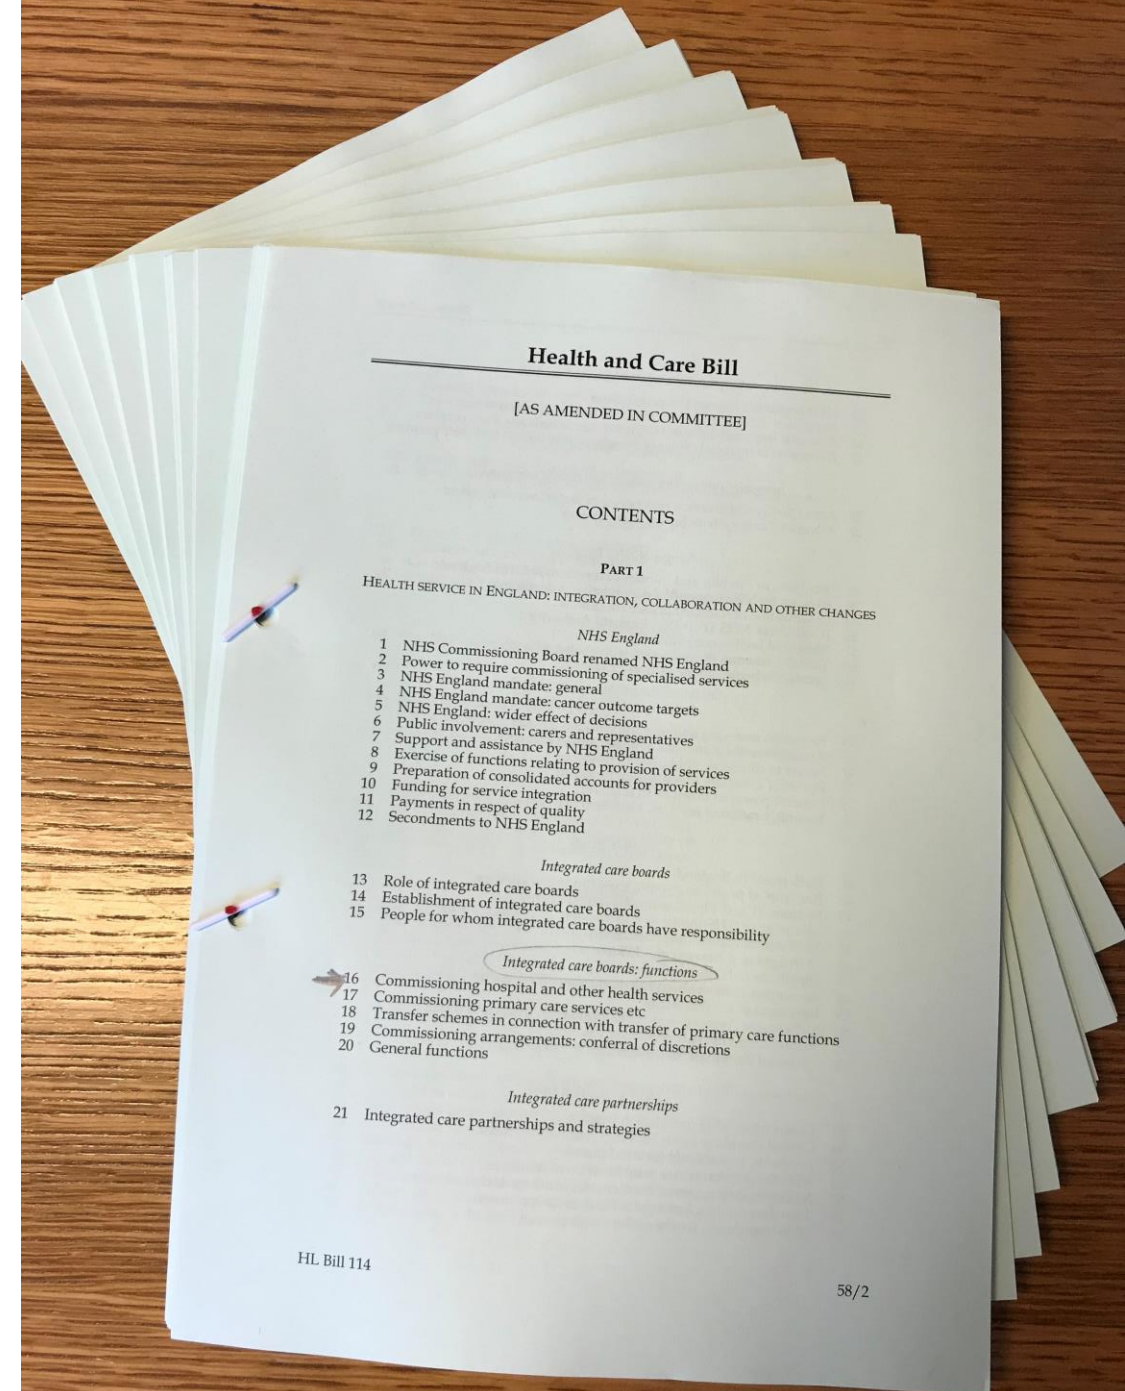 Health and Care Bill
[AS AMENDED IN COMMITTEE]
CONTENTS
PART 1
HEALTH SERVICE IN ENGLAND: INTEGRATION, COLLABORATION AND OTHER CHANGES
NHS England
1 NHS Commissioning Board renamed NHS England
2 Power to require commissioning of specialised services
3 NHS England mandate: general
4 NHS England mandate: cancer outcome targets
5 NHS England: wider effect of decisions
6 Public involvement: carers and representatives
7 Support and assistance by NHS England
8 Exercise of functions relating to provision of services
9 Preparation of consolidated accounts for providers
10 Funding for service integration
11 Payments in respect of quality
12 Secondments to NHS England
Integrated care boards
13 Role of integrated care boards
14 Establishment of integrated care boards
15 People for whom integrated care boards have responsibility
Integrated care boards: functions
16 Commissioning hospital and other health services
17 Commissioning primary care services etc
18 Transfer schemes in connection with transfer of primary care functions
19 Commissioning arrangements: conferral of discretions
20 General functions
Integrated care partnerships
21 Integrated care partnerships and strategies
HL Bill 114
58/2